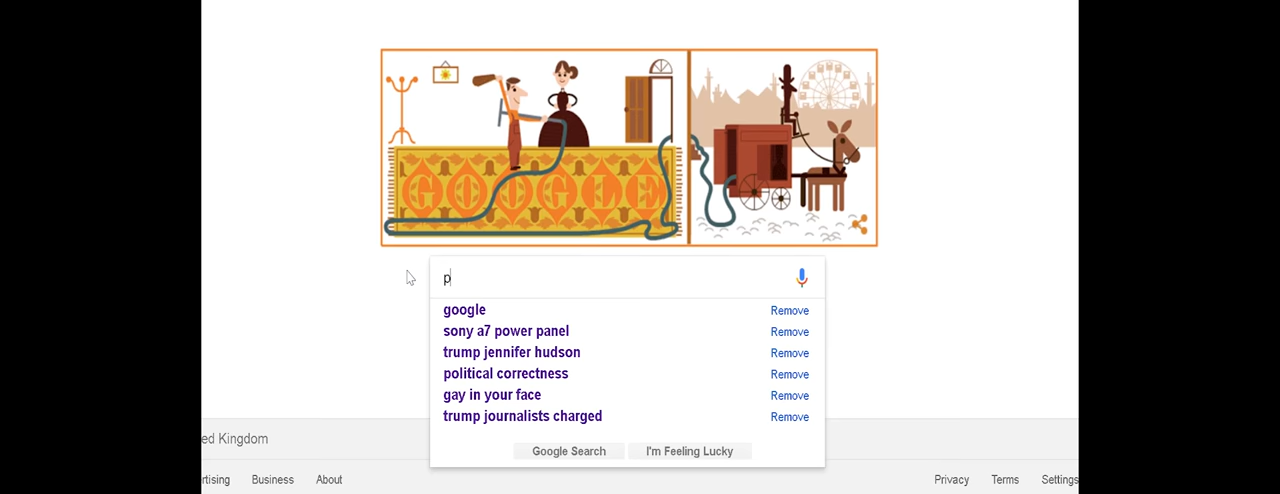 GOOGLE
p
google Remove
sony a7 power panel Remove
trump jennifer hudson Remove
political correctness Remove
gay in your face Remove
trump journalists charged Remove
Google Search I'm Feeling Lucky
ed Kingdom
rtising Business About Privacy Terms Settings